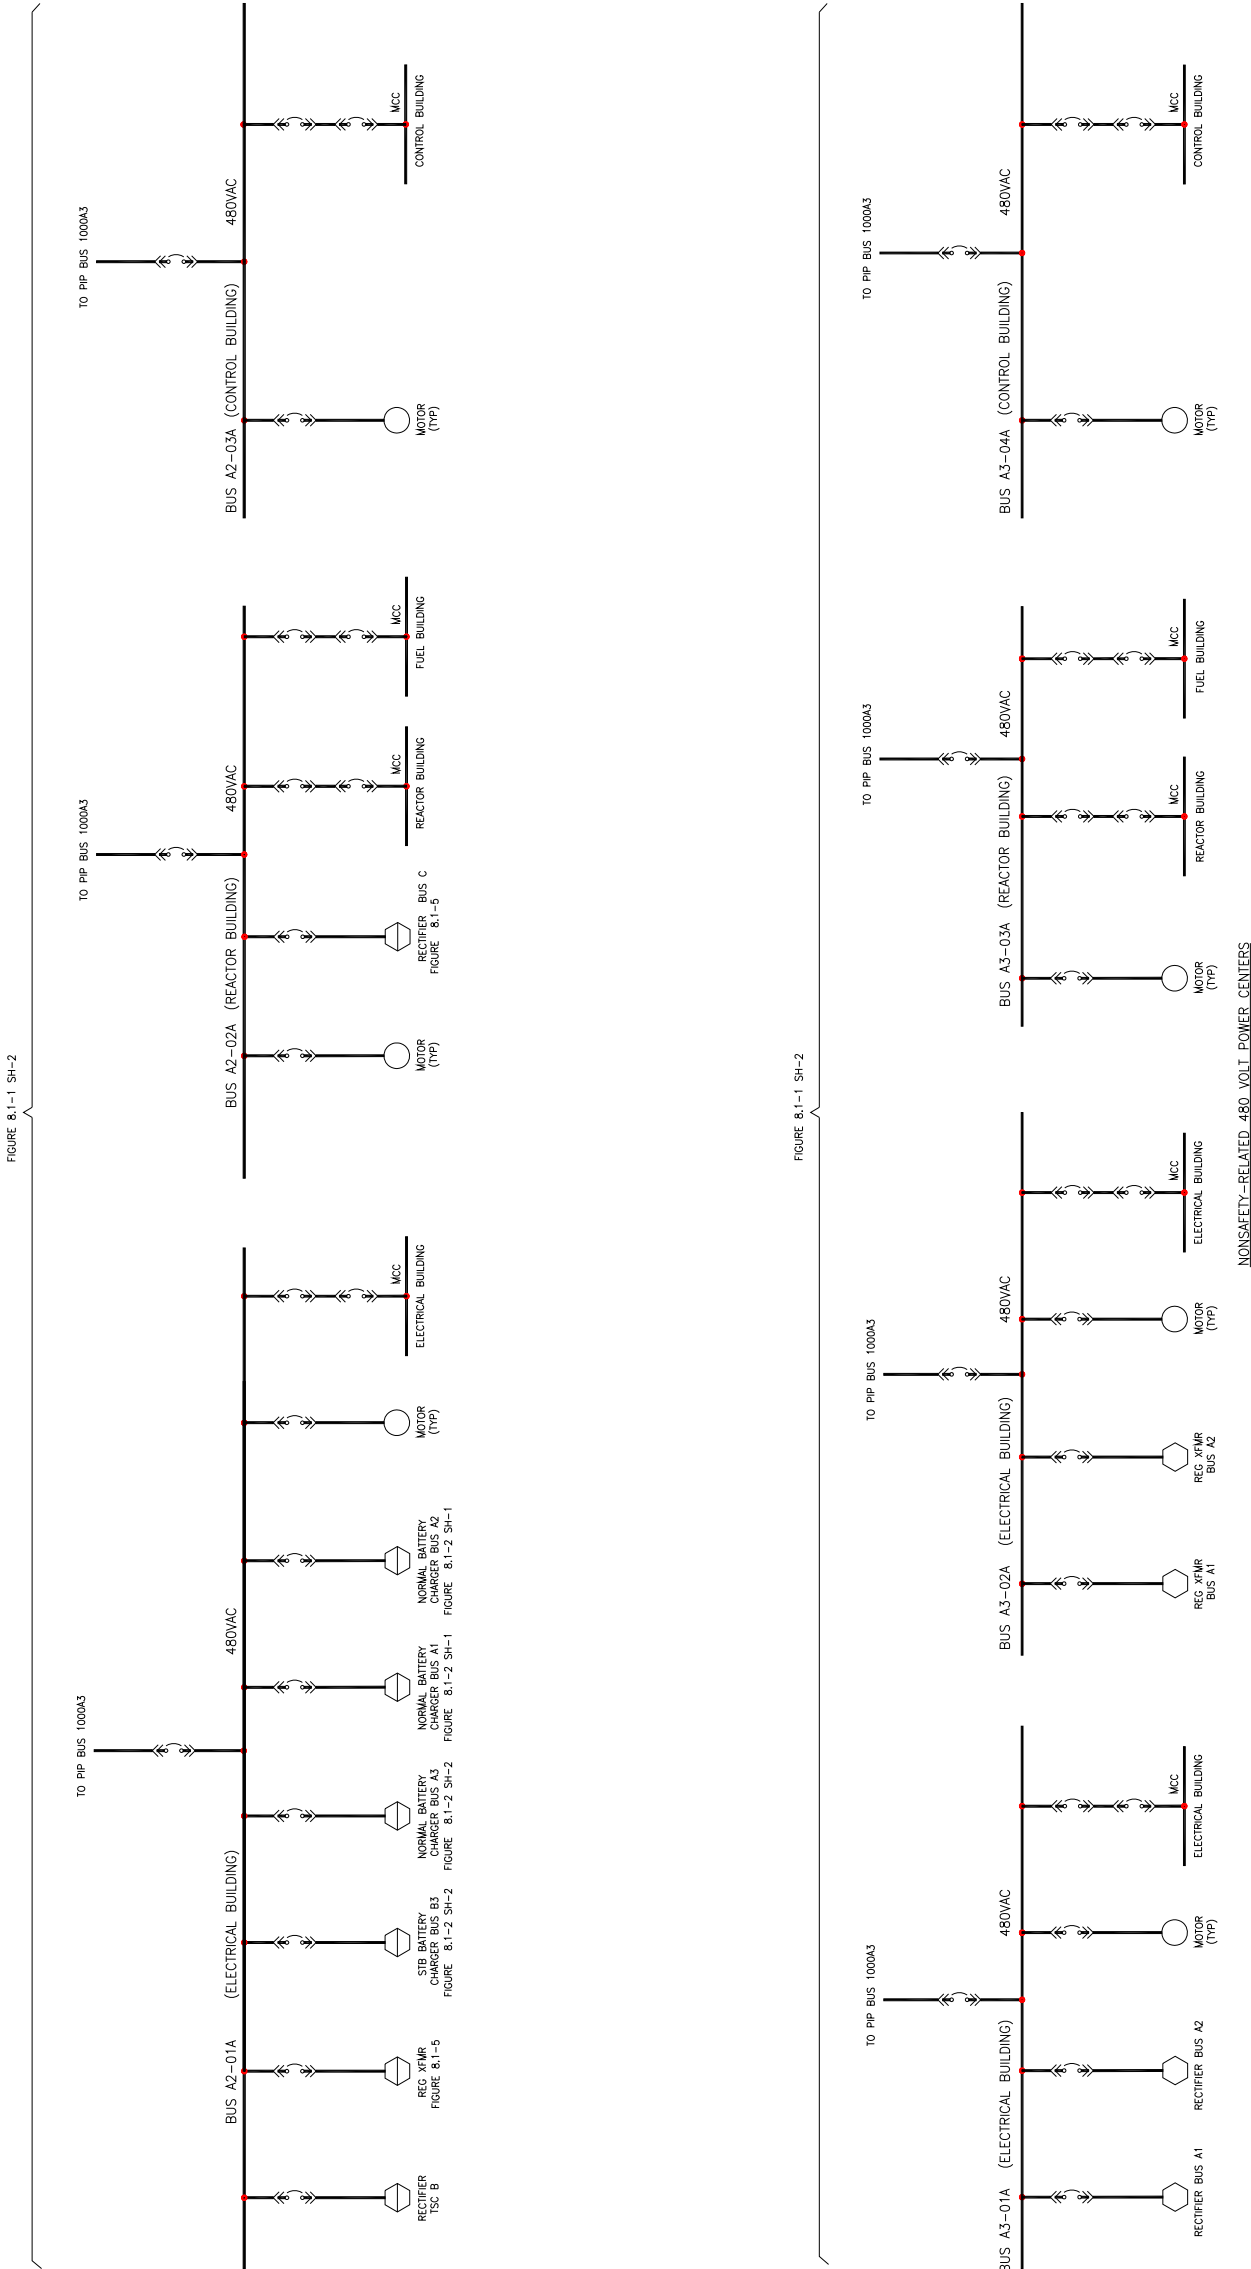 FIGURE 8.1-1 SH-2
TO PIP BUS 1000A3
BUS A2-01A (ELECTRICAL BUILDING) 480VAC
RECTIFIER
TSC B
REG XFMR
FIGURE 8.1-5
STB BATTERY
CHARGER BUS B3
FIGURE 8.1-2 SH-2
NORMAL BATTERY
CHARGER BUS A3
FIGURE 8.1-2 SH-2
NORMAL BATTERY
CHARGER BUS A1
FIGURE 8.1-2 SH-1
NORMAL BATTERY
CHARGER BUS A2
FIGURE 8.1-2 SH-1
MOTOR
(TYP)
MCC
ELECTRICAL BUILDING
TO PIP BUS 1000A3
BUS A2-02A (REACTOR BUILDING) 480VAC
MOTOR
(TYP)
RECTIFIER BUS C
FIGURE 8.1-5
MCC
REACTOR BUILDING
MCC
FUEL BUILDING
TO PIP BUS 1000A3
BUS A2-03A (CONTROL BUILDING) 480VAC
MOTOR
(TYP)
MCC
CONTROL BUILDING
FIGURE 8.1-1 SH-2
TO PIP BUS 1000A3
BUS A3-01A (ELECTRICAL BUILDING) 480VAC
RECTIFIER BUS A1
RECTIFIER BUS A2
MOTOR
(TYP)
MCC
ELECTRICAL BUILDING
TO PIP BUS 1000A3
BUS A3-02A (ELECTRICAL BUILDING) 480VAC
REG XFMR
BUS A1
REG XFMR
BUS A2
MOTOR
(TYP)
MCC
ELECTRICAL BUILDING
TO PIP BUS 1000A3
BUS A3-03A (REACTOR BUILDING) 480VAC
MOTOR
(TYP)
MCC
REACTOR BUILDING
MCC
FUEL BUILDING
TO PIP BUS 1000A3
BUS A3-04A (CONTROL BUILDING) 480VAC
MOTOR
(TYP)
MCC
CONTROL BUILDING
NONSAFETY-RELATED 480 VOLT POWER CENTERS